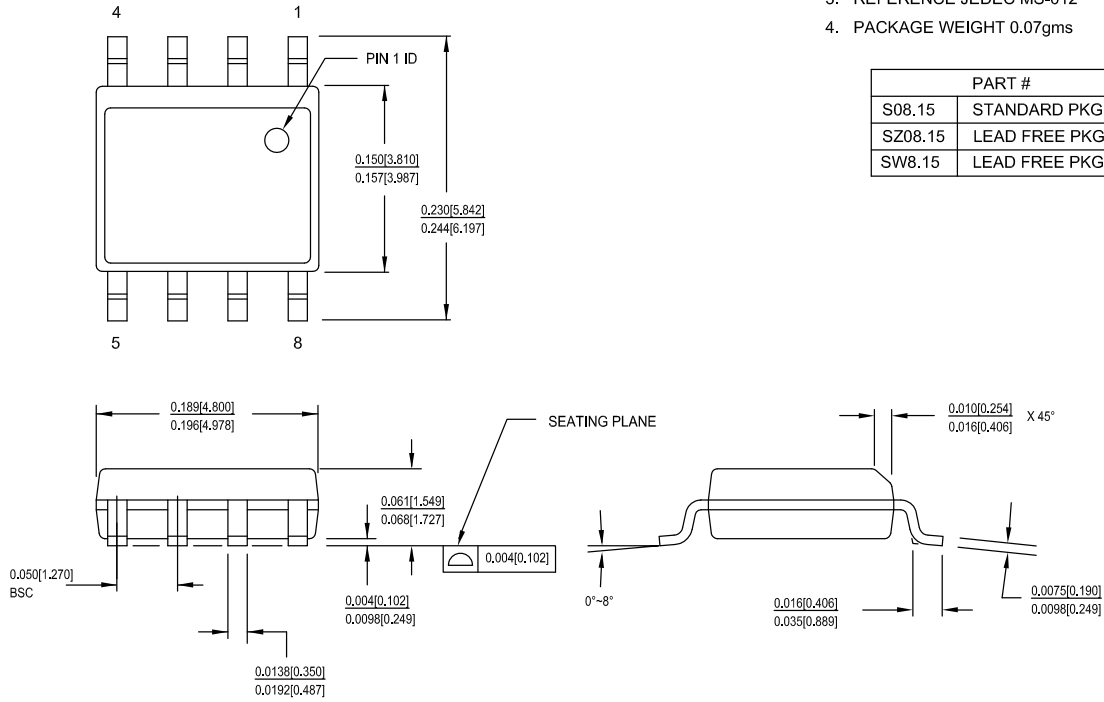 4. PACKAGE WEIGHT 0.07gms
PART #
S08.15 STANDARD PKG
SZ08.15 LEAD FREE PKG
SW8.15 LEAD FREE PKG
4 1
PIN 1 ID
0.150[3.810]
0.157[3.987]
0.230[5.842]
0.244[6.197]
5 8
0.189[4.800]
0.196[4.978]
SEATING PLANE
0.010[0.254]
0.016[0.406]
X 45°
0.061[1.549]
0.068[1.727]
0.004[0.102]
0.050[1.270]
BSC
0.004[0.102]
0.0098[0.249]
0°~8°
0.016[0.406]
0.035[0.889]
0.0075[0.190]
0.0098[0.249]
0.0138[0.350]
0.0192[0.487]